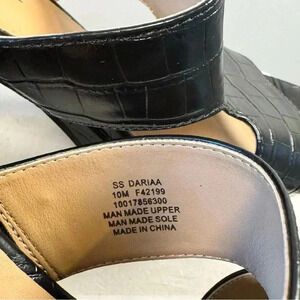 SS DARIAA
10M F42199
10017856300
MAN MADE UPPER
MAN MADE SOLE
MADE IN CHINA